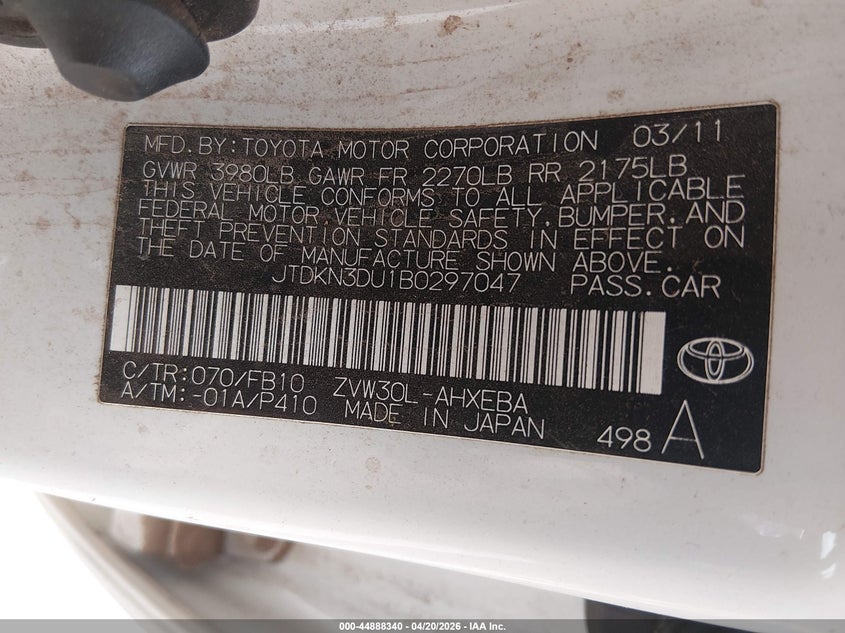 MFD.BY:TOYOTA MOTOR CORPORATION 03/11
GVWR 3980LB GAWR FR 2270LB RR 2175LB
THIS VEHICLE CONFORMS TO ALL APPLICABLE
FEDERAL MOTOR VEHICLE SAFETY,BUMPER,AND
THEFT PREVENTION STANDARDS IN EFFECT ON
THE DATE OF MANUFACTURE SHOWN ABOVE.
JTDKN3DU1B0297047 PASS.CAR
C/TR:070/FB10 ZVW30L-AHXEBA
A/TM:-01A/P410 MADE IN JAPAN
498 A
000-44888340 - 04/20/2026 - IAA Inc.